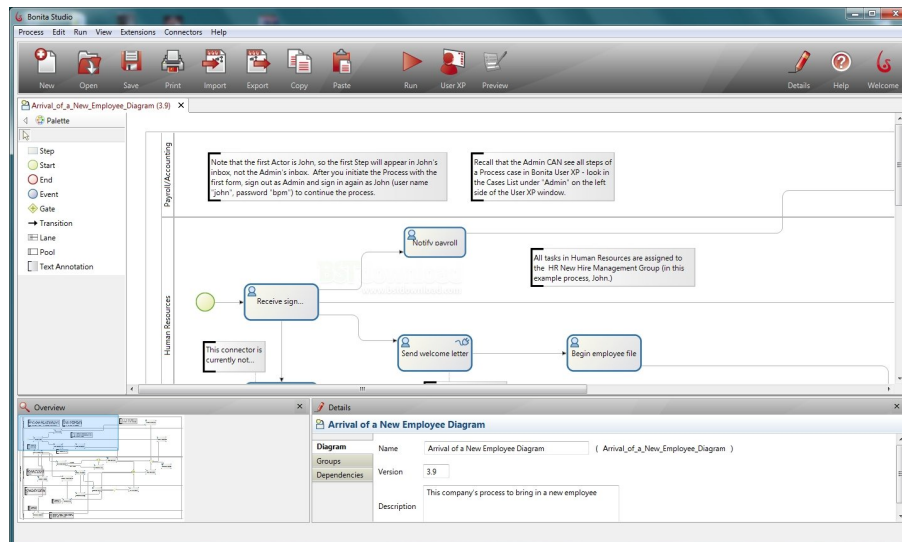 Bonita Studio
Process Edit Run View Extensions Connectors Help
New Open Save Print Import Export Copy Paste Run User XP Preview Details Help Welcome
Arrival_of_a_New_Employee_Diagram (3.9)
Palette
Step
Start
End
Event
Gate
Transition
Lane
Pool
Text Annotation
Payroll/Accounting
Note that the first Actor is John, so the first Step will appear in John's
inbox, not the Admin's inbox. After you initiate the Process with the
first form, sign out as Admin and sign in again as John (user name
"john", password "bpm") to continue the process.
Recall that the Admin CAN see all steps of
a Process case in Bonita User XP - look in
the Cases List under "Admin" on the left
side of the User XP window.
Human Resources
Notify payroll
All tasks in Human Resources are assigned to
the HR New Hire Management Group (in this
example process, John.)
Receive sign...
This connector is
currently not...
Send welcome letter
Begin employee file
Overview
Details
Arrival of a New Employee Diagram
Diagram
Groups
Dependencies
Name Arrival of a New Employee Diagram ( Arrival_of_a_New_Employee_Diagram )
Version 3.9
Description This company's process to bring in a new employee